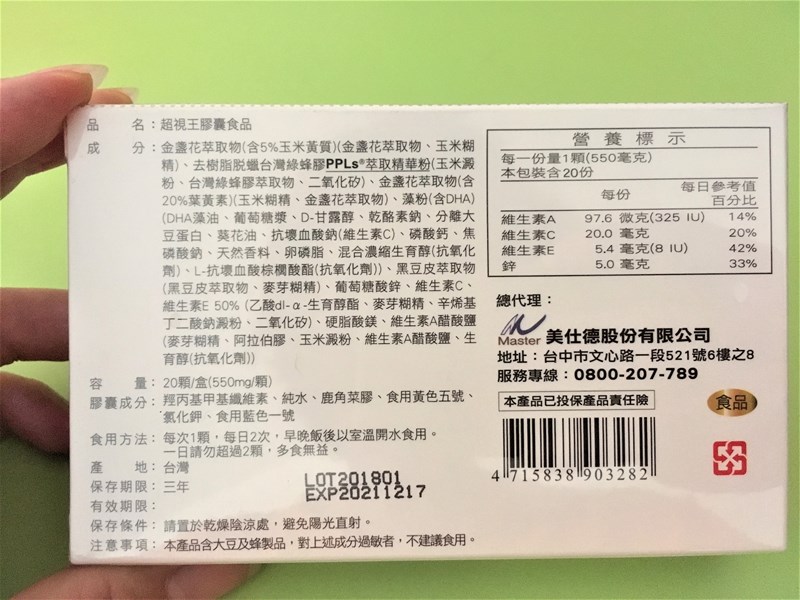 品 名：超視王膠囊食品
成 分：金盞花萃取物(含5%玉米黃質)(金盞花萃取物、玉米糊
精)、去樹脂脱蠟台灣綠蜂膠PPLs®萃取精華粉(玉米澱
粉、台灣綠蜂膠萃取物、二氧化矽)、金盞花萃取物(含
20%葉黃素)(玉米糊精、金盞花萃取物)、藻粉(含DHA)
(DHA藻油、葡萄糖漿、D-甘露醇、乾酪素鈉、分離大
豆蛋白、葵花油、抗壞血酸鈉(維生素C)、磷酸鈣、焦
磷酸鈉、天然香料、卵磷脂、混合濃縮生育醇(抗氧化
劑)、L-抗壞血酸棕櫚酸酯(抗氧化劑))、黑豆皮萃取物
(黑豆皮萃取物、麥芽糊精)、葡萄糖酸鋅、維生素C、
維生素E 50% (乙酸dl-α-生育醇酯、麥芽糊精、辛烯基
丁二酸鈉澱粉、二氧化矽)、硬脂酸鎂、維生素A醋酸鹽
(麥芽糊精、阿拉伯膠、玉米澱粉、維生素A醋酸鹽、生
育醇(抗氧化劑))
容 量：20顆/盒(550mg/顆)
膠囊成分：羥丙基甲基纖維素、純水、鹿角菜膠、食用黃色五號、
氯化鉀、食用藍色一號
食用方法：每次1顆，每日2次，早晚飯後以室溫開水食用。
一日請勿超過2顆，多食無益。
產 地：台灣
保存期限：三年
有效期限：
LOT201801
EXP20211217
保存條件：請置於乾燥陰涼處，避免陽光直射。
注意事項：本產品含大豆及蜂製品，對上述成分過敏者，不建議食用。
營養標示
每一份量1顆(550毫克)
本包裝含20份
每份 每日參考值
百分比
維生素A 97.6 微克(325 IU) 14%
維生素C 20.0 毫克 20%
維生素E 5.4 毫克(8 IU) 42%
鋅 5.0 毫克 33%
總代理：
Master 美仕德股份有限公司
地址：台中市文心路一段521號6樓之8
服務專線：0800-207-789
本產品已投保產品責任險
食品
4 715838 903282